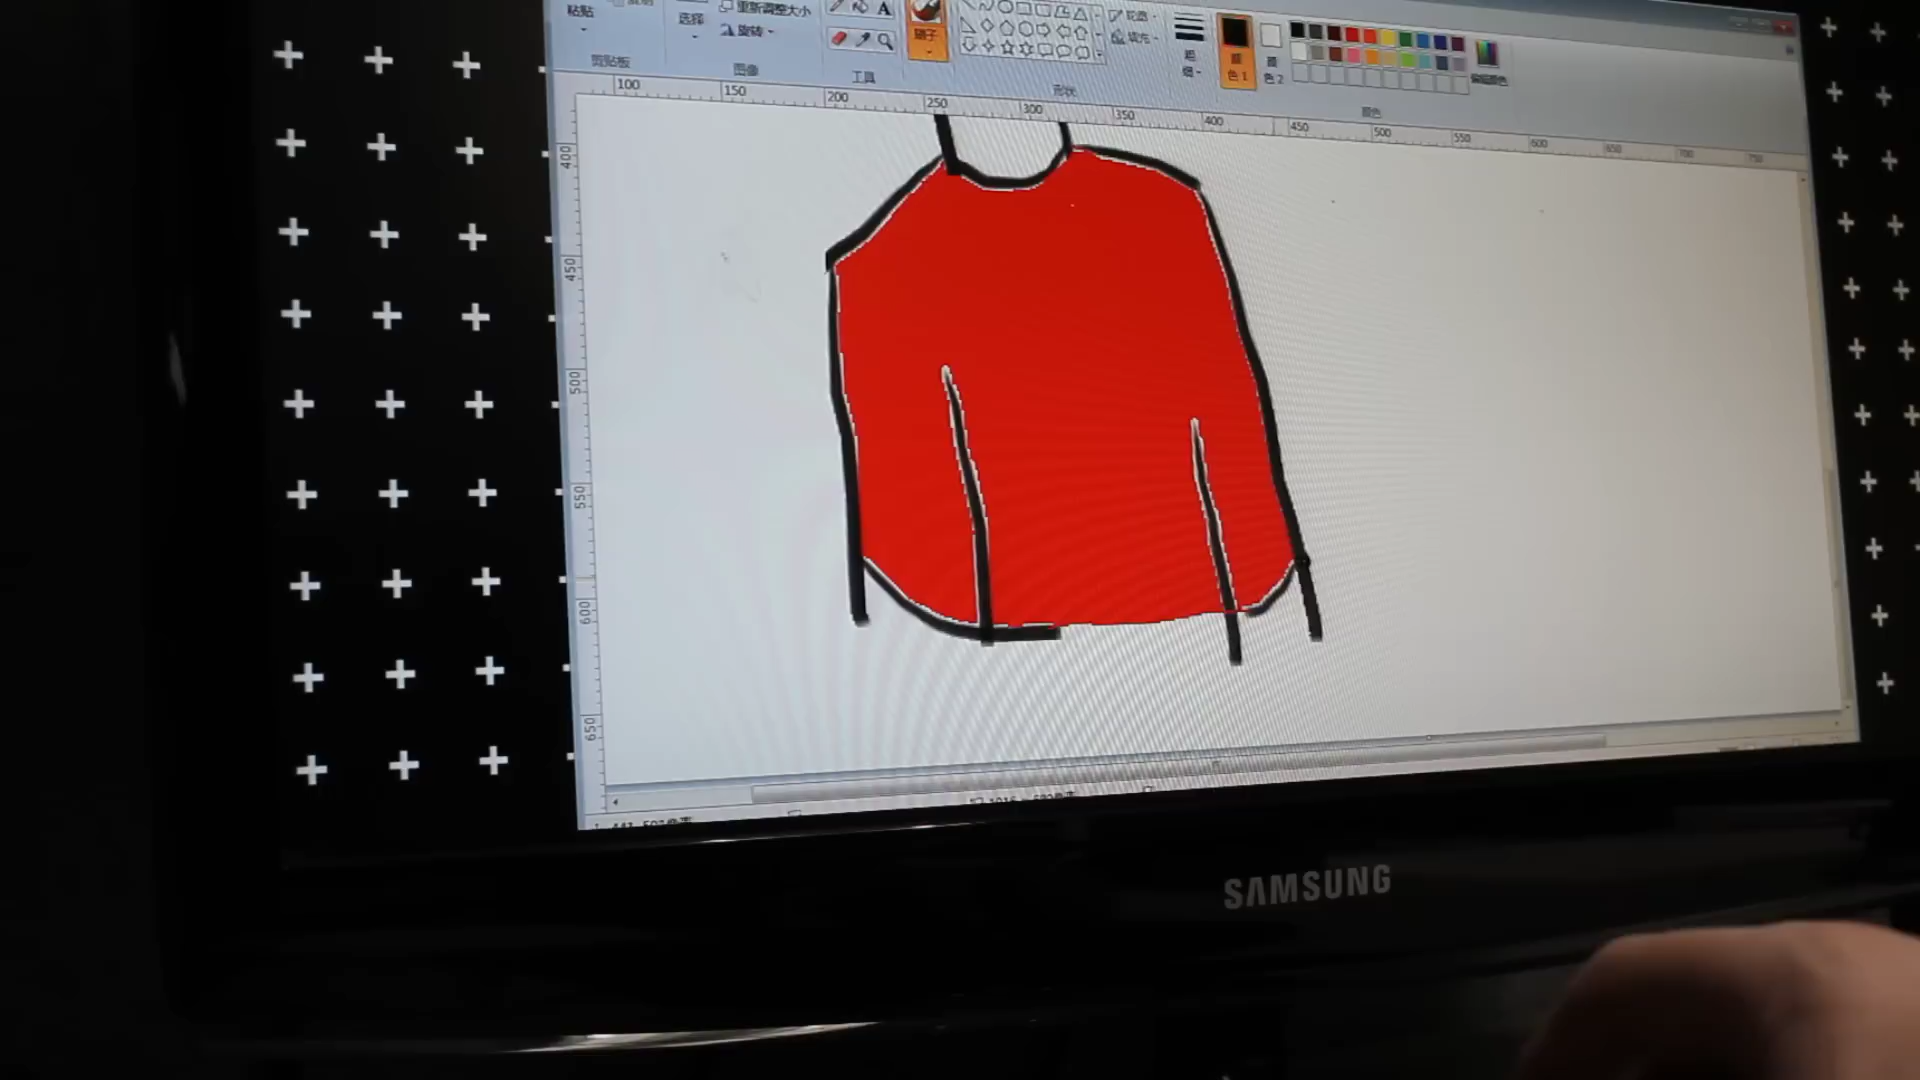 粘贴
选择
重新调整大小
旋转
A
刷子
轮廓
填充
粗细
颜色 1
颜色 2
编辑颜色
剪贴板
图像
工具
形状
颜色
100
150
200
250
300
350
400
450
500
550
600
650
700
750
400
450
500
550
600
650
SAMSUNG